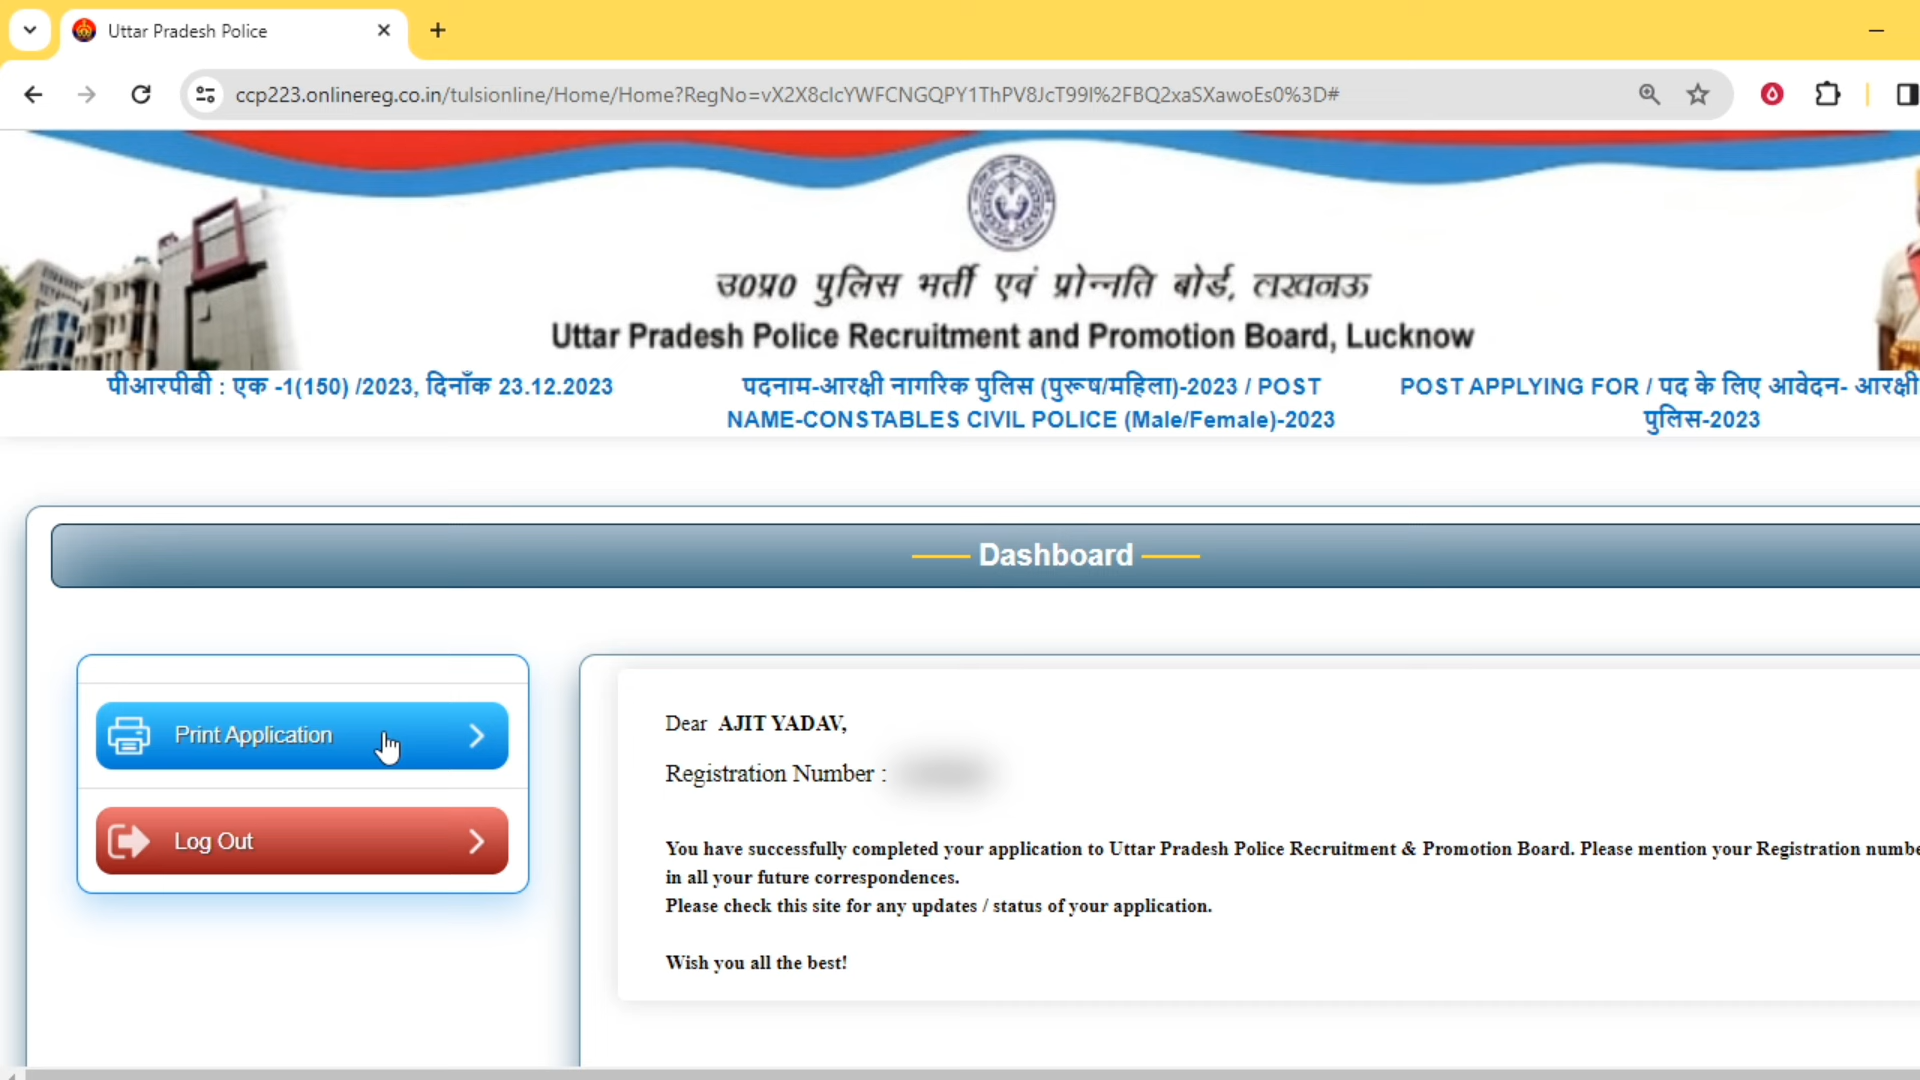 Uttar Pradesh Police
ccp223.onlinereg.co.in/tulsionline/Home/Home?RegNo=vX2X8clcYWFCNGQPY1ThPV8JcT99l%2FBQ2xaSXawoEs0%3D#
उ०प्र० पुलिस भर्ती एवं प्रोन्नति बोर्ड, लखनऊ
Uttar Pradesh Police Recruitment and Promotion Board, Lucknow
पीआरपीबी : एक -1(150) /2023, दिनाँक 23.12.2023
पदनाम-आरक्षी नागरिक पुलिस (पुरूष/महिला)-2023 / POST
NAME-CONSTABLES CIVIL POLICE (Male/Female)-2023
POST APPLYING FOR / पद के लिए आवेदन- आरक्षी
पुलिस-2023
Dashboard
Print Application
Log Out
Dear AJIT YADAV,
Registration Number :
You have successfully completed your application to Uttar Pradesh Police Recruitment & Promotion Board. Please mention your Registration numbe
in all your future correspondences.
Please check this site for any updates / status of your application.
Wish you all the best!